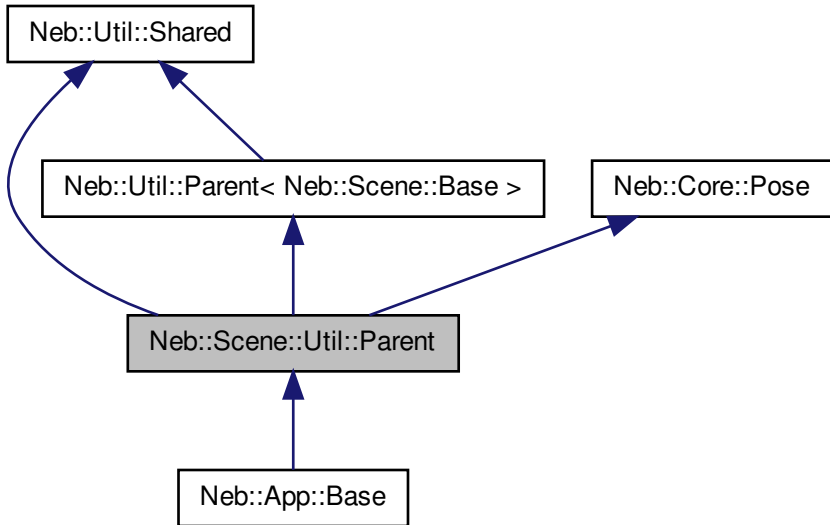 Neb::Util::Shared
Neb::Util::Parent< Neb::Scene::Base >
Neb::Core::Pose
Neb::Scene::Util::Parent
Neb::App::Base